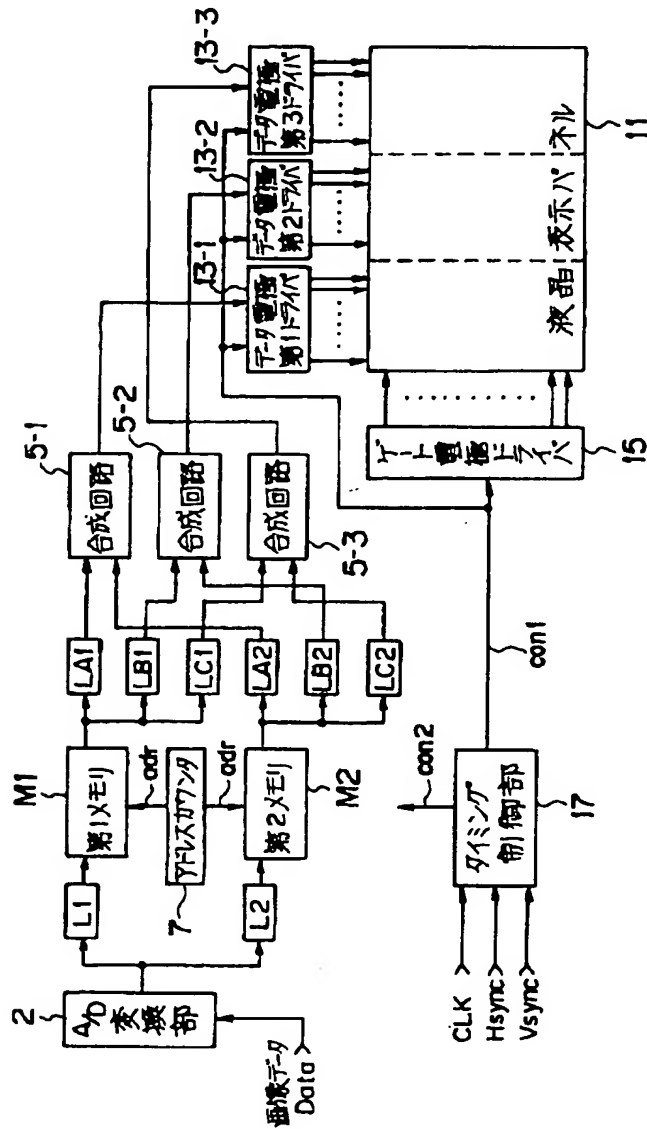 2
A/D
変換部
画像データ
Data
L1
L2
M1
第1メモリ
adr
7
アドレスカウンタ
adr
第2メモリ
M2
LA1
LB1
LC1
LA2
LB2
LC2
5-1
合成回路
5-2
合成回路
合成回路
5-3
13-1
データ電極
第1ドライバ
13-2
データ電極
第2ドライバ
13-3
データ電極
第3ドライバ
液晶表示パネル
11
ゲート電極ドライバ
15
con1
con2
タイミング
制御部
17
CLK
Hsync
Vsync